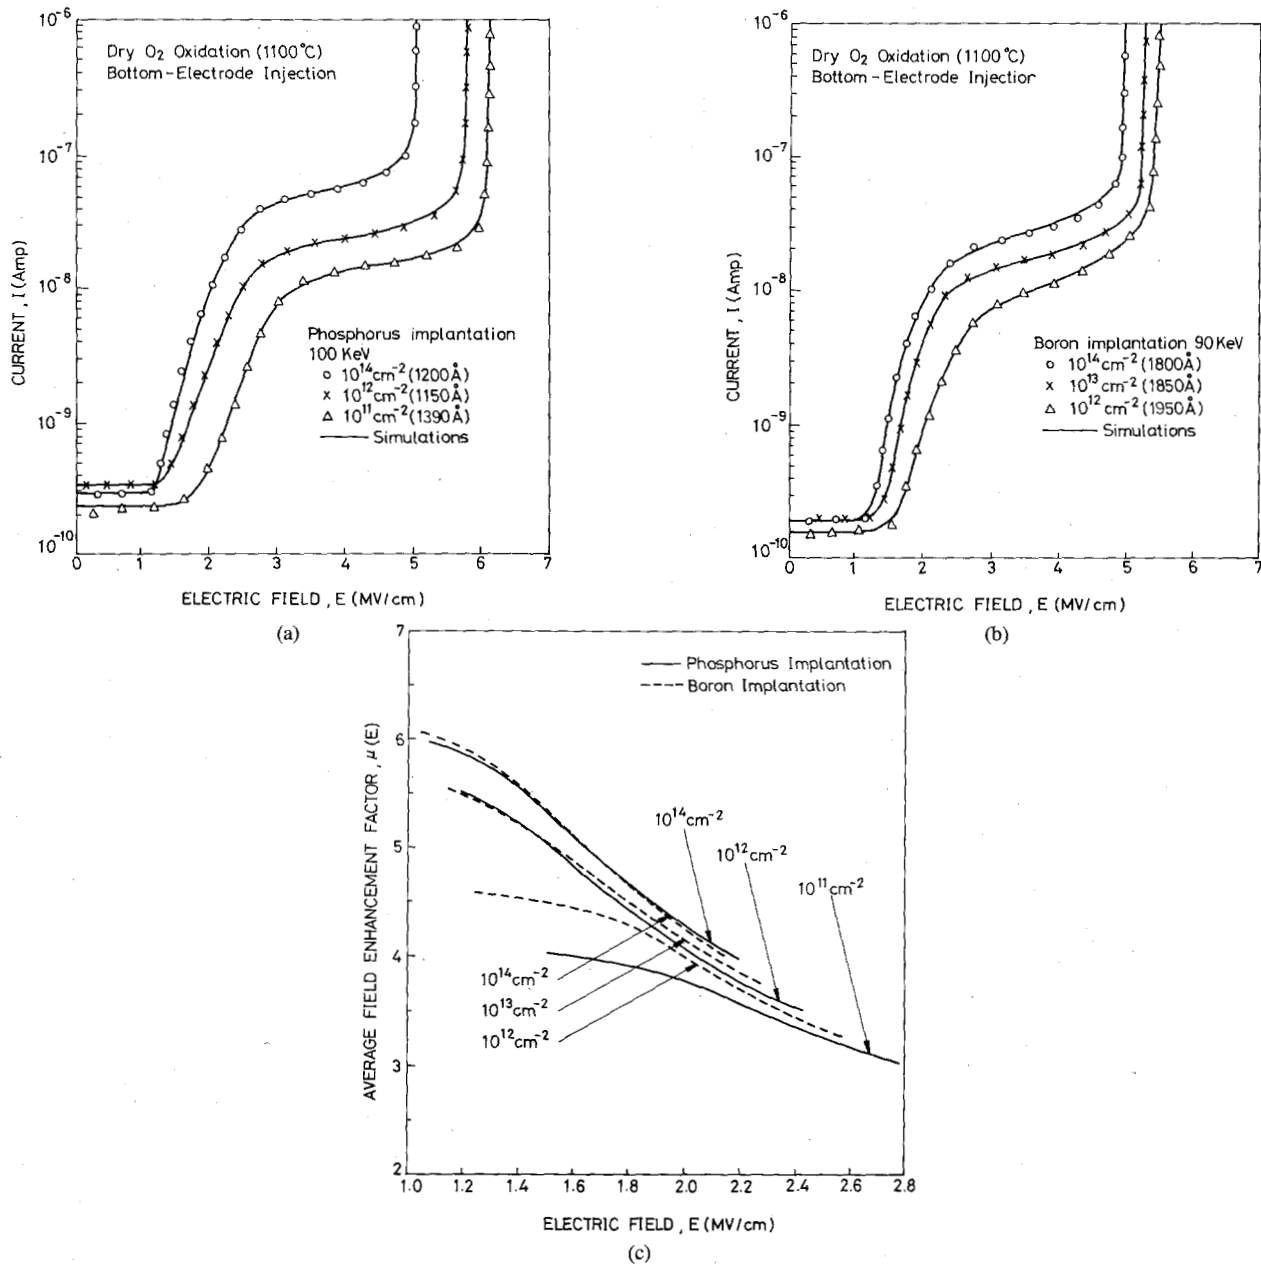 10⁻⁶
Dry O₂ Oxidation (1100°C)
Bottom-Electrode Injection
10⁻⁷
10⁻⁸
10⁻⁹
10⁻¹⁰
CURRENT, I (Amp)
Phosphorus implantation
100 KeV
○ 10¹⁴cm⁻² (1200Å)
× 10¹²cm⁻² (1150Å)
△ 10¹¹cm⁻² (1390Å)
Simulations
0 1 2 3 4 5 6 7
ELECTRIC FIELD, E (MV/cm)
(a)
10⁻⁶
Dry O₂ Oxidation (1100°C)
Bottom-Electrode Injection
10⁻⁷
10⁻⁸
10⁻⁹
10⁻¹⁰
CURRENT, I (Amp)
Boron implantation 90KeV
○ 10¹⁴cm⁻² (1800Å)
× 10¹³cm⁻² (1850Å)
△ 10¹²cm⁻² (1950Å)
Simulations
0 1 2 3 4 5 6 7
ELECTRIC FIELD, E (MV/cm)
(b)
7
6
5
4
3
2
AVERAGE FIELD ENHANCEMENT FACTOR, μ(E)
Phosphorus Implantation
Boron Implantation
10¹⁴cm⁻²
10¹²cm⁻²
10¹¹cm⁻²
10¹⁴cm⁻²
10¹³cm⁻²
10¹²cm⁻²
1.0 1.2 1.4 1.6 1.8 2.0 2.2 2.4 2.6 2.8
ELECTRIC FIELD, E (MV/cm)
(c)